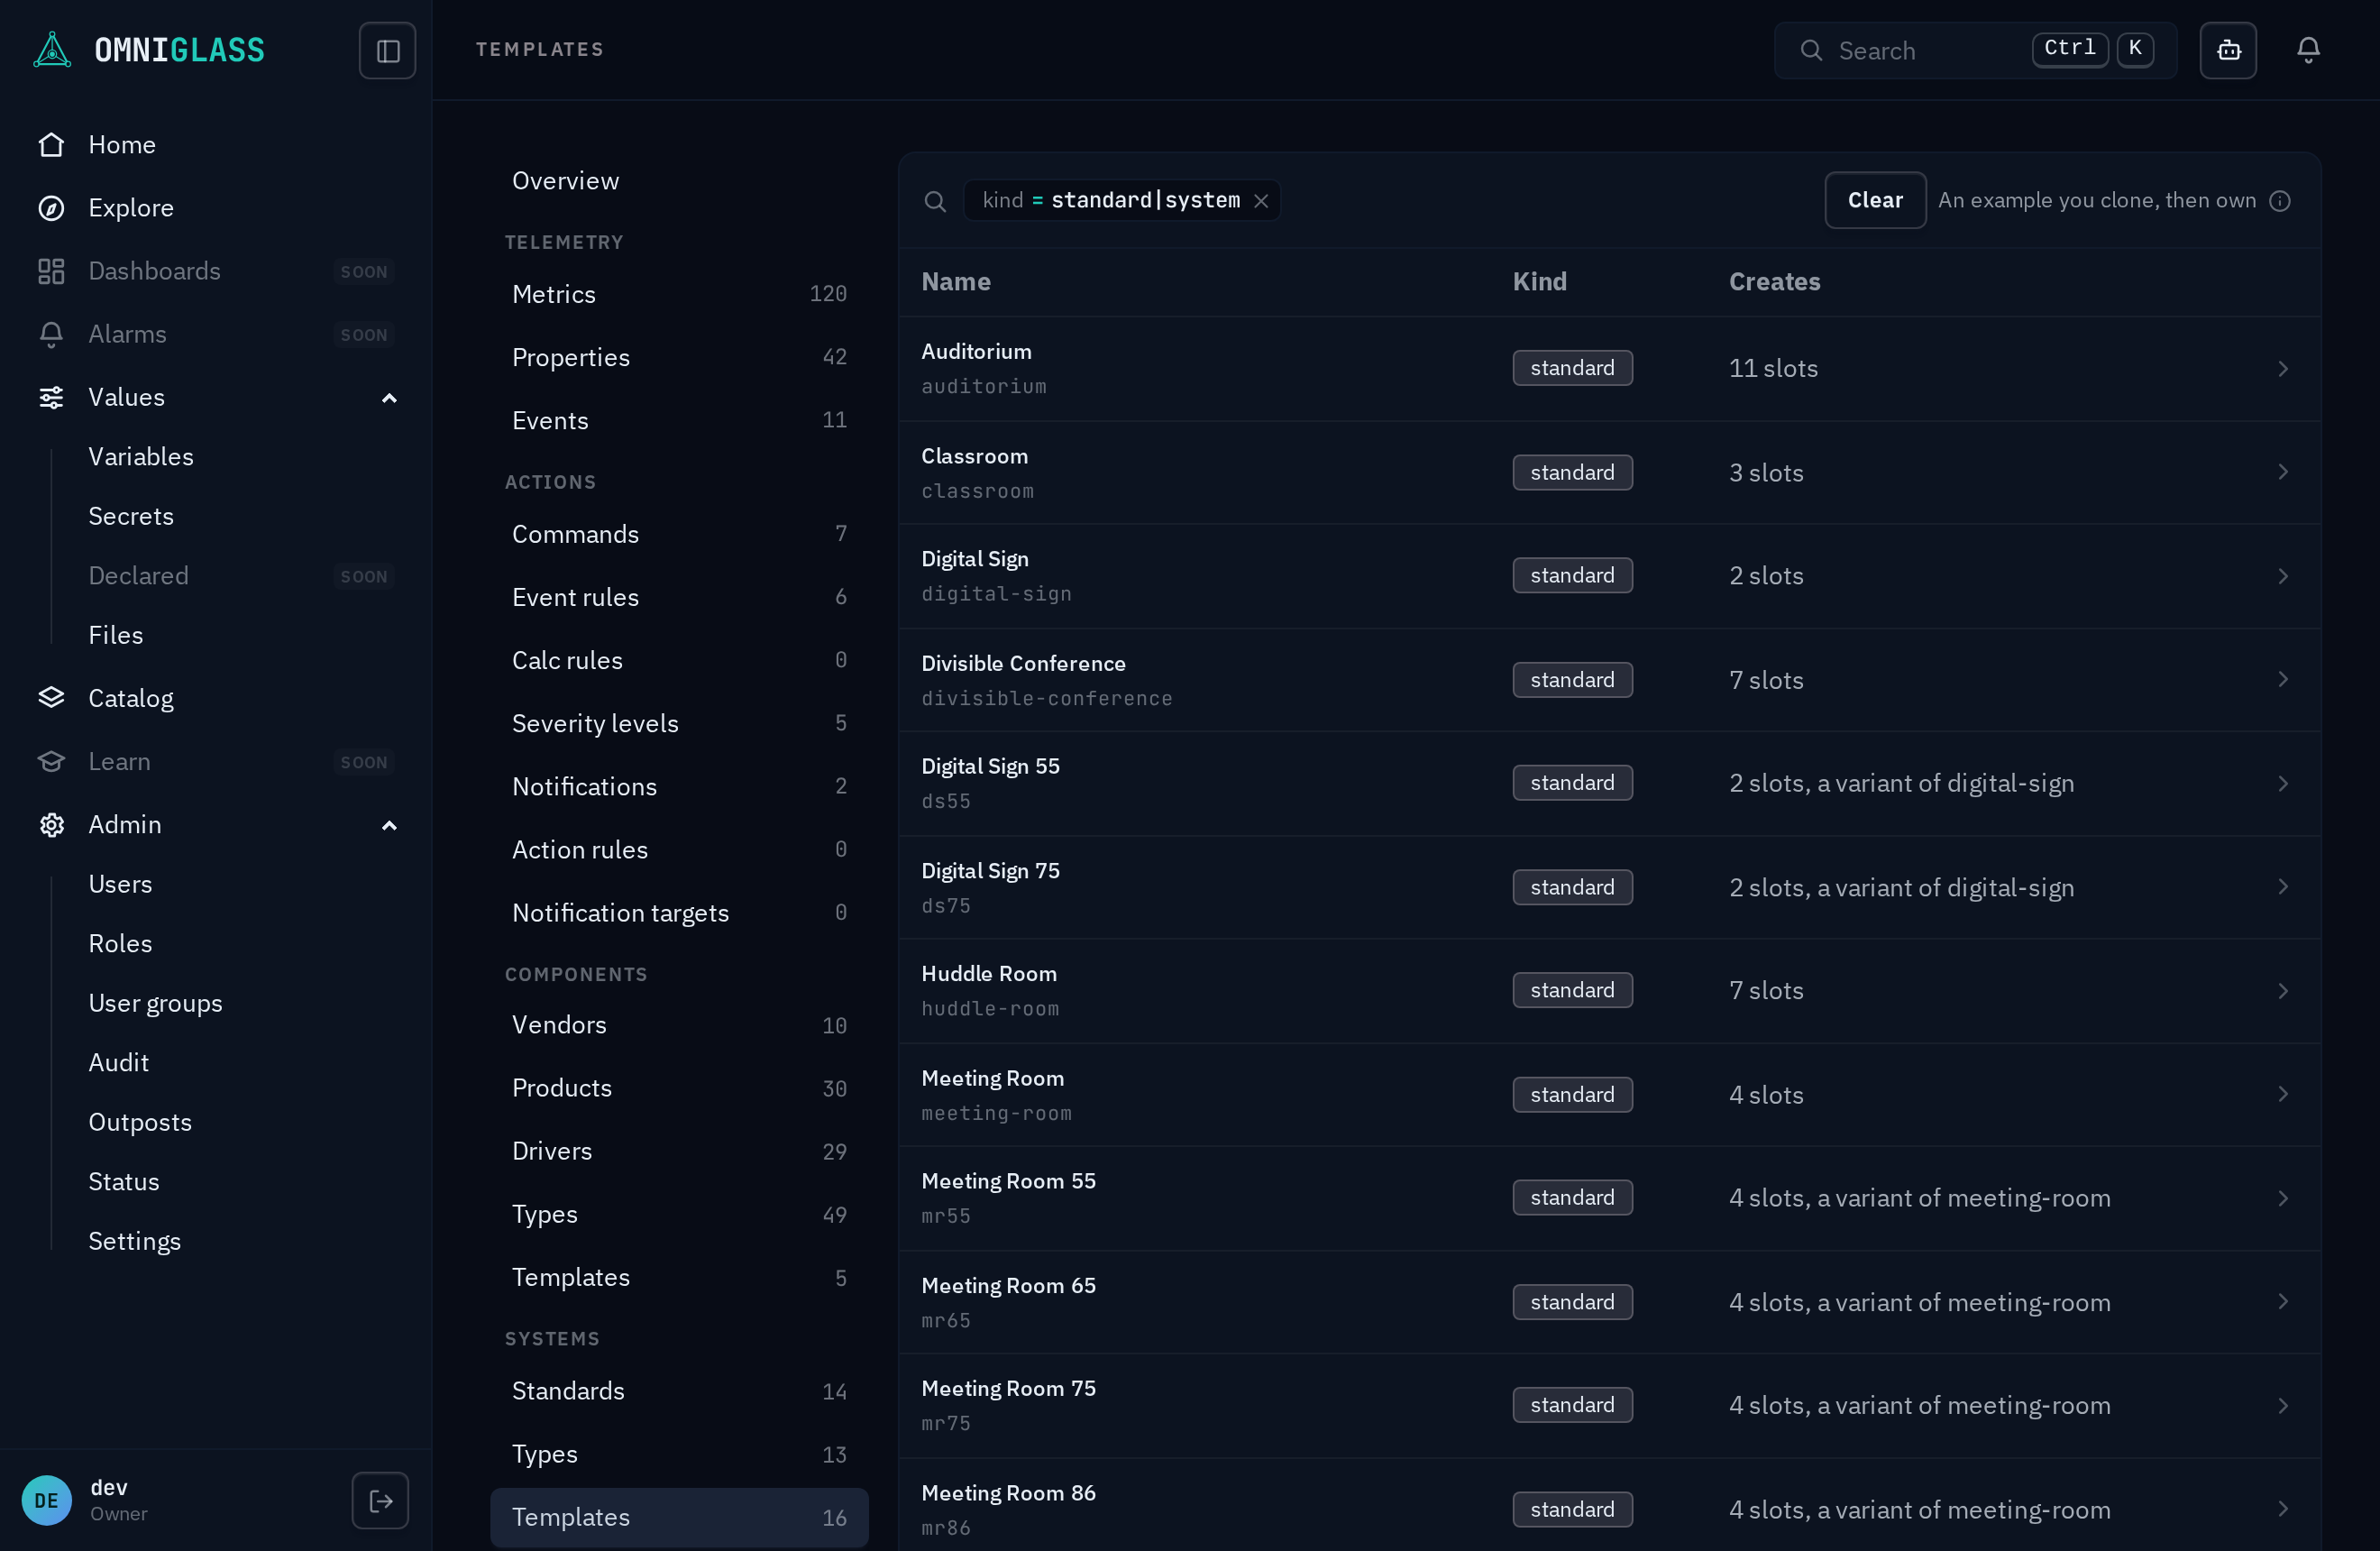 OMNIGLASS
TEMPLATES
Search Ctrl K
Home
Explore
Dashboards SOON
Alarms SOON
Values
Variables
Secrets
Declared SOON
Files
Catalog
Learn SOON
Admin
Users
Roles
User groups
Audit
Outposts
Status
Settings
DE dev
Owner
Overview
TELEMETRY
Metrics 120
Properties 42
Events 11
ACTIONS
Commands 7
Event rules 6
Calc rules 0
Severity levels 5
Notifications 2
Action rules 0
Notification targets 0
COMPONENTS
Vendors 10
Products 30
Drivers 29
Types 49
Templates 5
SYSTEMS
Standards 14
Types 13
Templates 16
kind = standard|system Clear An example you clone, then own
Name Kind Creates
Auditorium
auditorium
standard 11 slots
Classroom
classroom
standard 3 slots
Digital Sign
digital-sign
standard 2 slots
Divisible Conference
divisible-conference
standard 7 slots
Digital Sign 55
ds55
standard 2 slots, a variant of digital-sign
Digital Sign 75
ds75
standard 2 slots, a variant of digital-sign
Huddle Room
huddle-room
standard 7 slots
Meeting Room
meeting-room
standard 4 slots
Meeting Room 55
mr55
standard 4 slots, a variant of meeting-room
Meeting Room 65
mr65
standard 4 slots, a variant of meeting-room
Meeting Room 75
mr75
standard 4 slots, a variant of meeting-room
Meeting Room 86
mr86
standard 4 slots, a variant of meeting-room